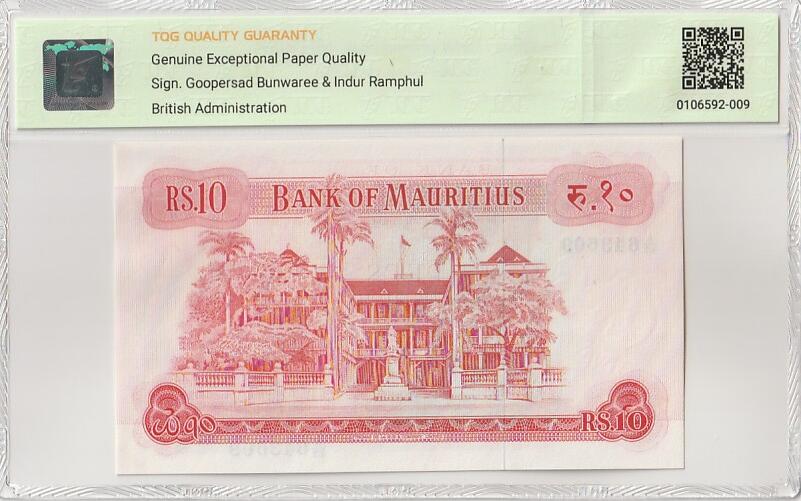 TQG QUALITY GUARANTY
Genuine Exceptional Paper Quality
Sign. Goopersad Bunwaree & Indur Ramphul
British Administration
0106592-009
RS.10
BANK OF MAURITIUS
रु.१०
RS.10